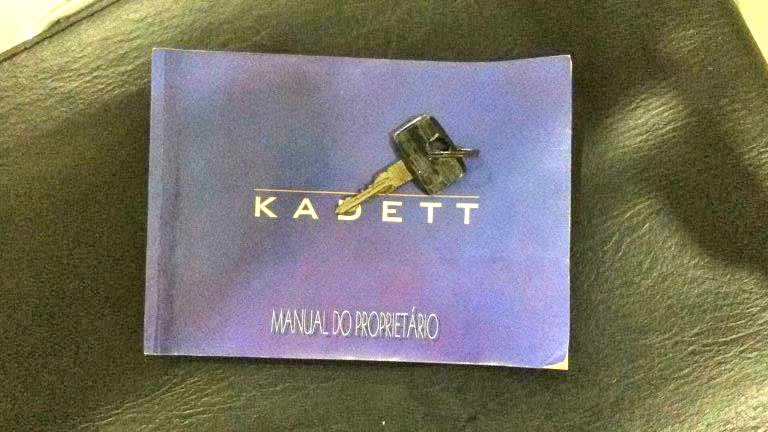 KADETT
MANUAL DO PROPRIETÁRIO